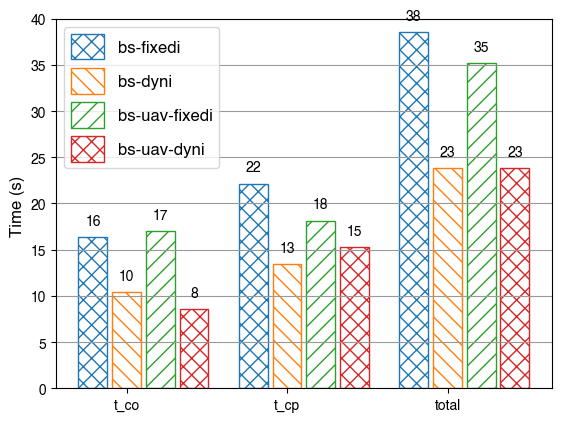 38
40
bs-fixedi
bs-dyni
bs-uav-fixedi
bs-uav-dyni
35
35
30
25
23
23
22
20
18
17
16
15
15
13
10
10
8
5
0
Time (s)
t_co
t_cp
total